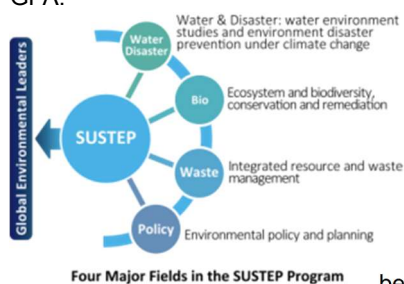 GPA.
Water & Disaster: water environment
studies and environment disaster
prevention under climate change
Water
Disaster
Bio
Ecosystem and biodiversity,
conservation and remediation
Global Environmental Leaders
SUSTEP
Waste
Integrated resource and waste
management
Policy
Environmental policy and planning
Four Major Fields in the SUSTEP Program
be